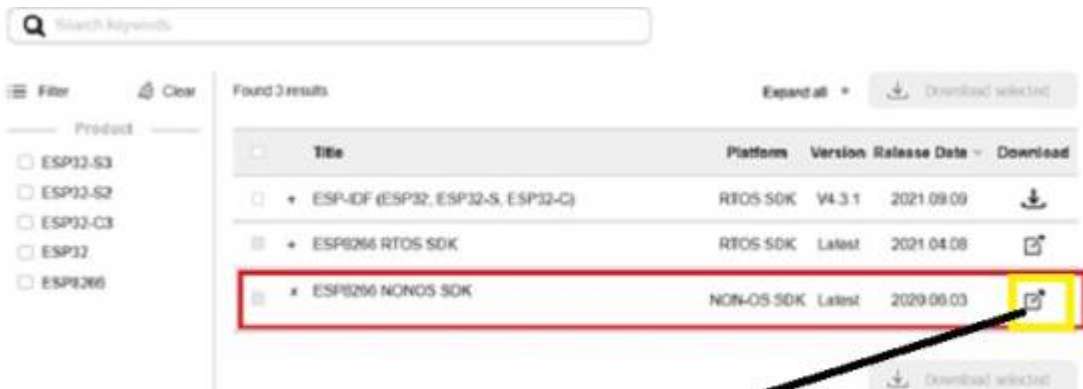 Search keywords
Filter Clear
Found 3 results
Expand all
Download selected
Product
ESP32-S3
ESP32-S2
ESP32-C3
ESP32
ESP8266
Title Platform Version Release Date Download
ESP-IDF (ESP32, ESP32-S, ESP32-C) RTOS SDK V4.3.1 2021.09.09
ESP8266 RTOS SDK RTOS SDK Latest 2021.04.08
ESP8266 NONOS SDK NON-OS SDK Latest 2020.06.03
Download selected